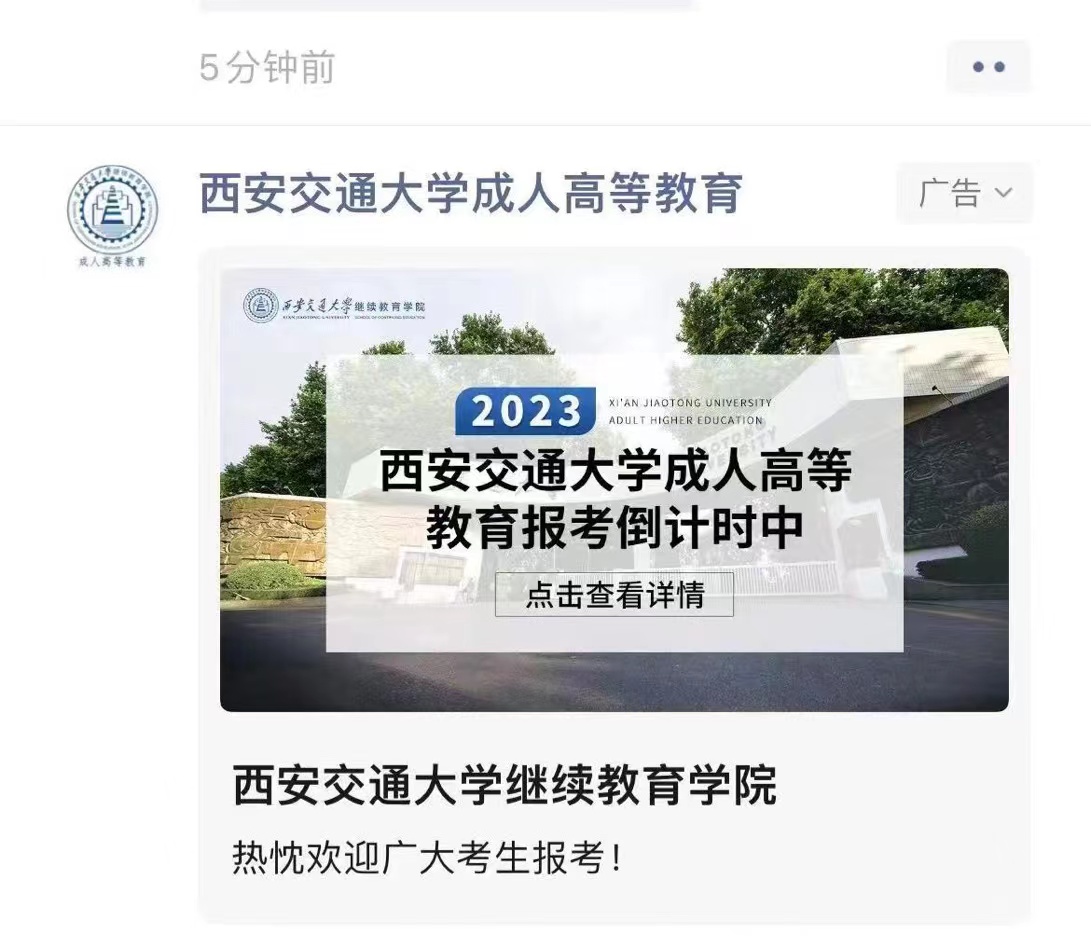 5分钟前
西安交通大学成人高等教育
广告
成人高等教育
西安交通大学继续教育学院
XI'AN JIAOTONG UNIVERSITY
2023
ADULT HIGHER EDUCATION
西安交通大学成人高等
教育报考倒计时中
点击查看详情
西安交通大学继续教育学院
热忱欢迎广大考生报考！